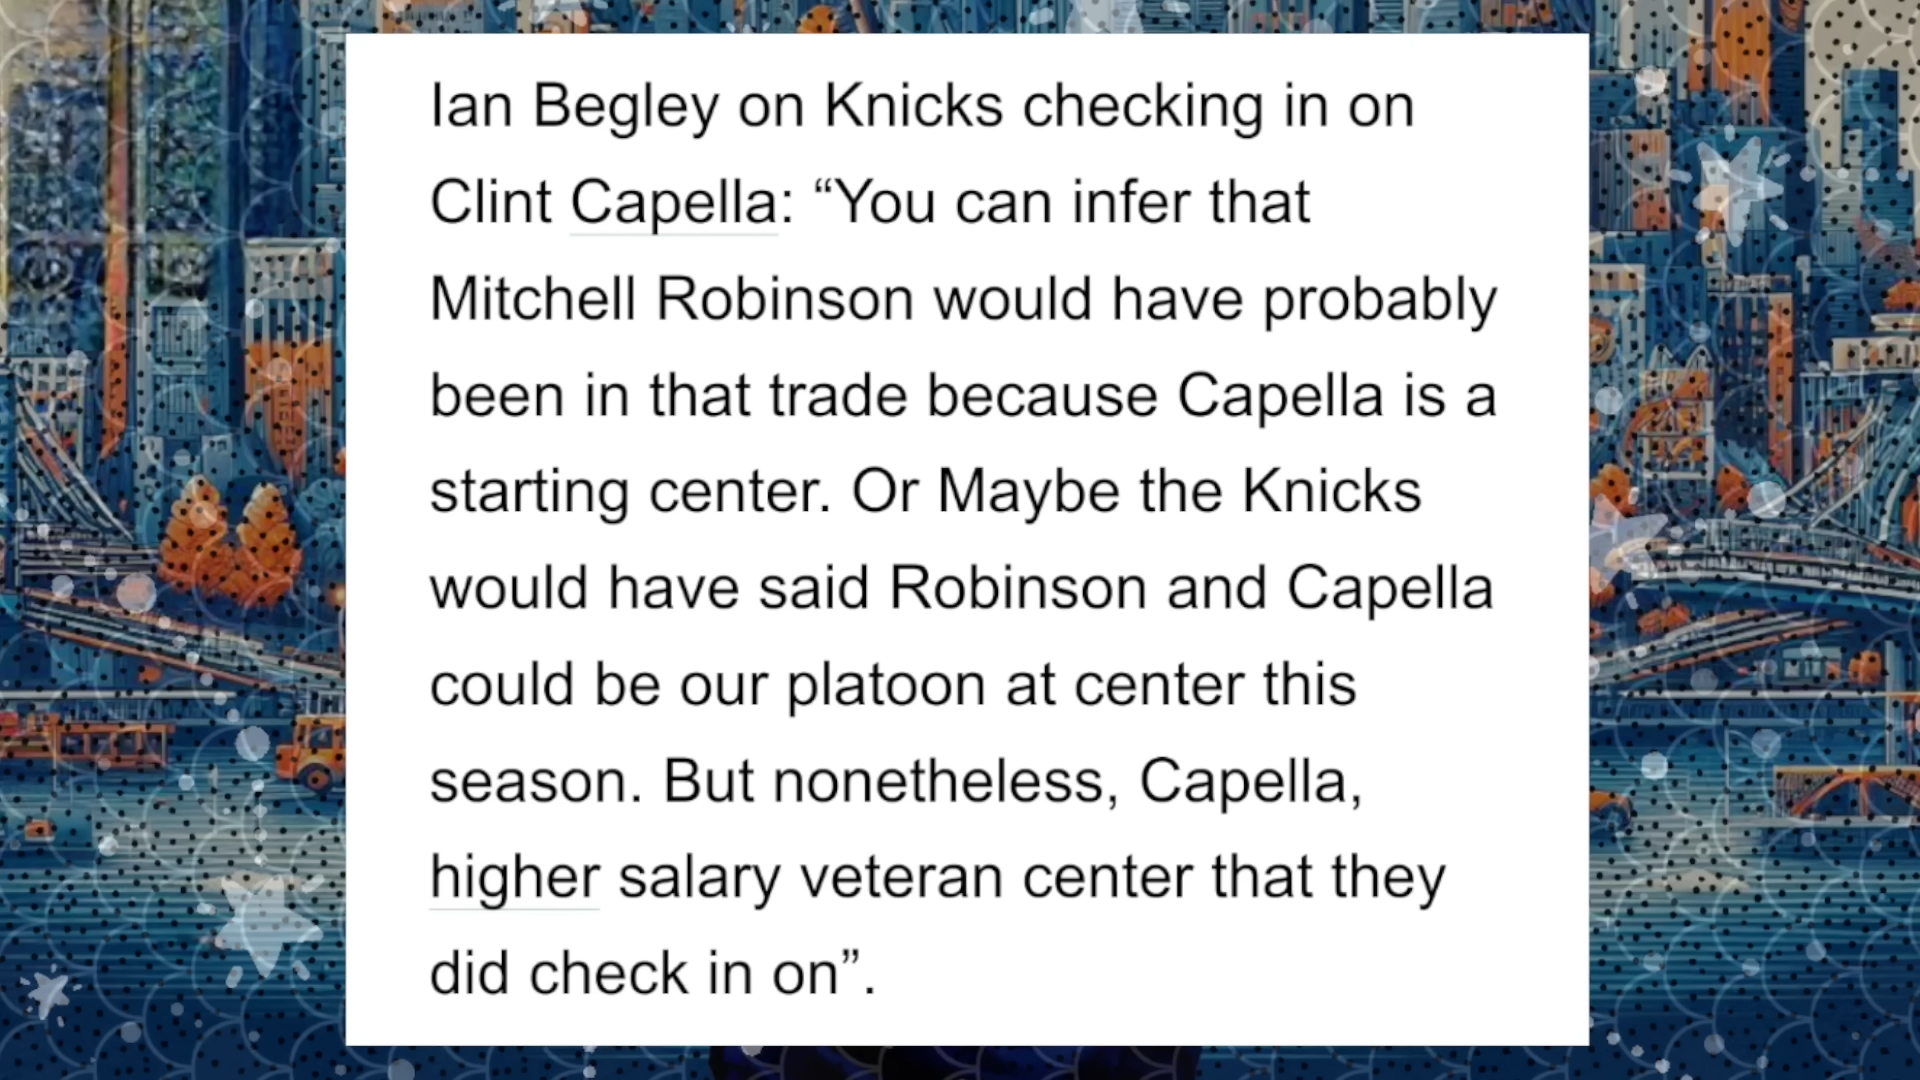 Ian Begley on Knicks checking in on
Clint Capella: “You can infer that
Mitchell Robinson would have probably
been in that trade because Capella is a
starting center. Or Maybe the Knicks
would have said Robinson and Capella
could be our platoon at center this
season. But nonetheless, Capella,
higher salary veteran center that they
did check in on”.